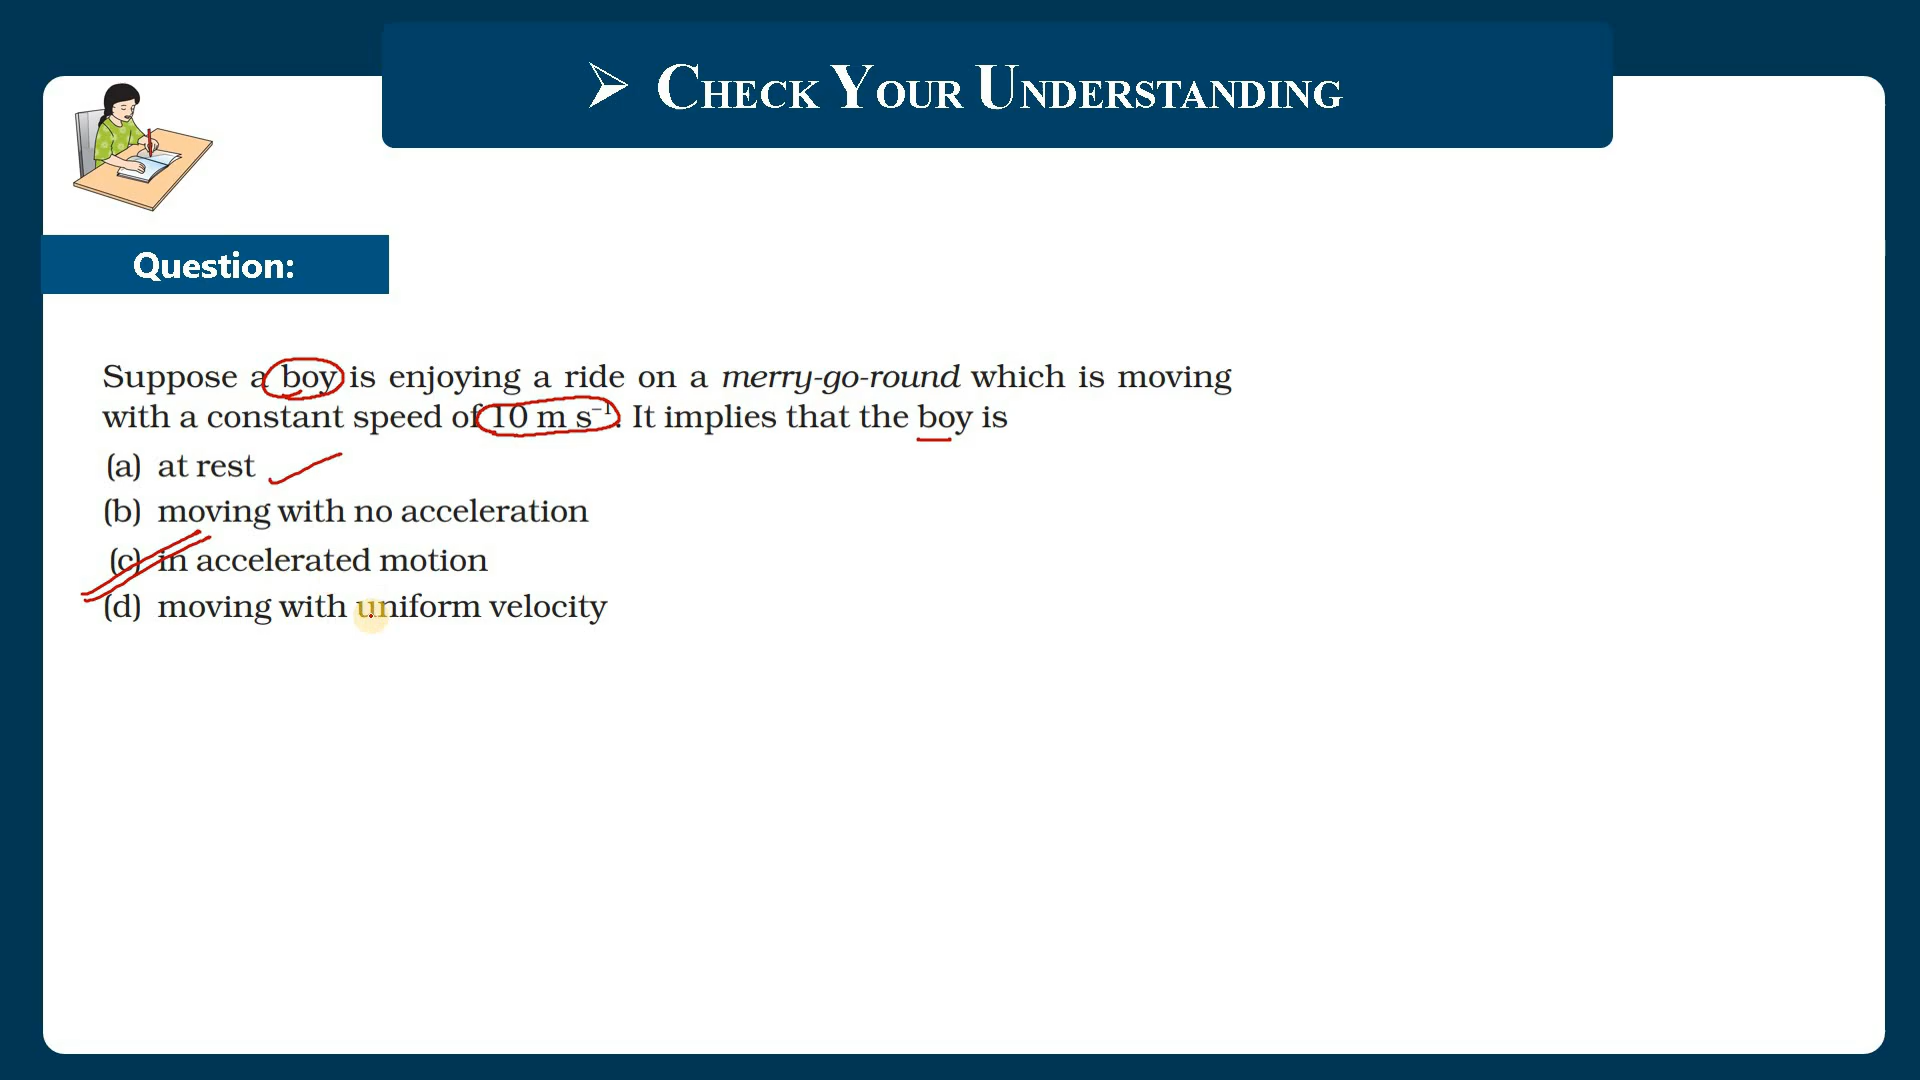 ➢ CHECK YOUR UNDERSTANDING
Question:
Suppose a boy is enjoying a ride on a merry-go-round which is moving
with a constant speed of 10 m s⁻¹. It implies that the boy is
(a) at rest
(b) moving with no acceleration
(c) in accelerated motion
(d) moving with uniform velocity